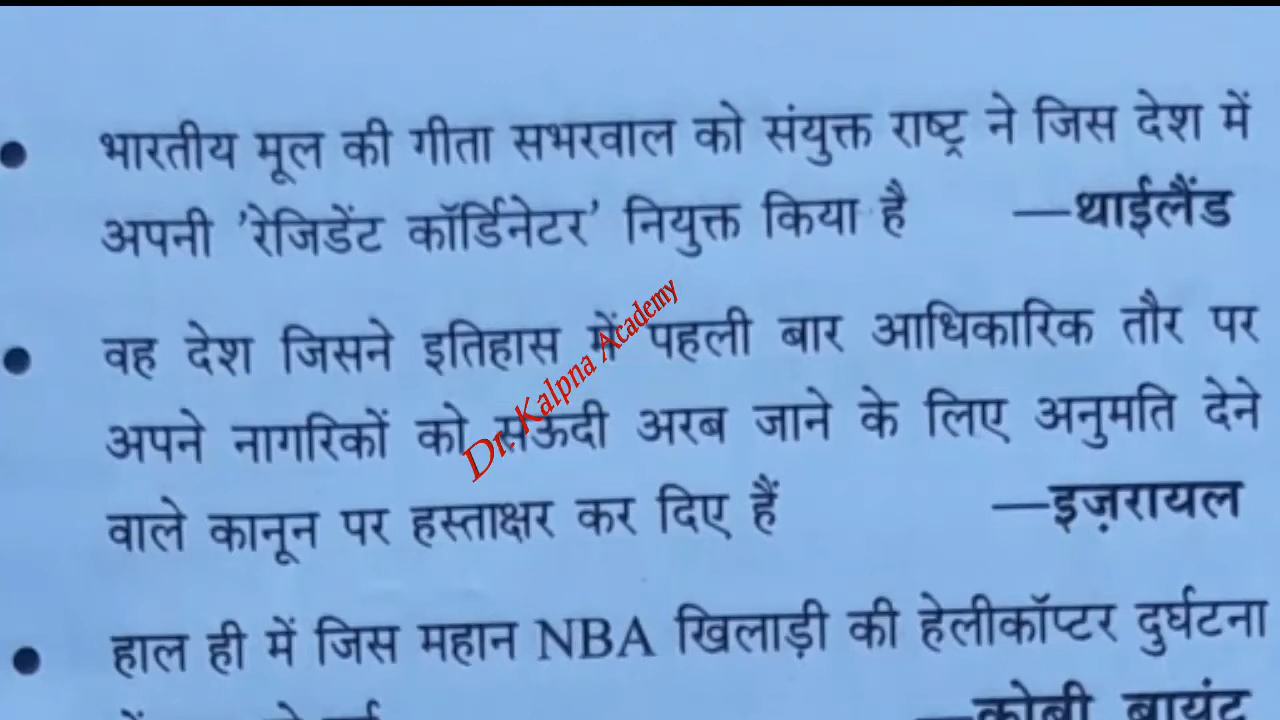 भारतीय मूल की गीता सभरवाल को संयुक्त राष्ट्र ने जिस देश में
अपनी 'रेजिडेंट कॉर्डिनेटर' नियुक्त किया है —थाईलैंड
वह देश जिसने इतिहास में पहली बार आधिकारिक तौर पर
अपने नागरिकों को सऊदी अरब जाने के लिए अनुमति देने
वाले कानून पर हस्ताक्षर कर दिए हैं —इज़रायल
Dr. Kalpna Academy
हाल ही में जिस महान NBA खिलाड़ी की हेलीकॉप्टर दुर्घटना
में —कोबी ब्रायंट